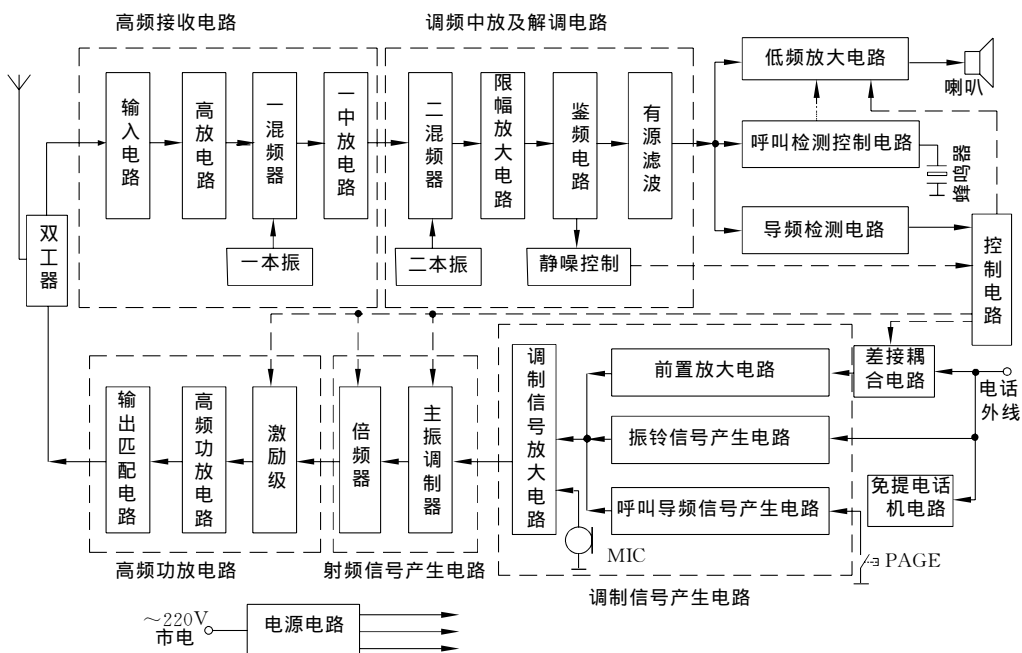 高频接收电路
调频中放及解调电路
输入电路
高放电路
一混频器
一中放电路
二混频器
限幅放大电路
鉴频电路
有源滤波
低频放大电路
喇叭
呼叫检测控制电路
蜂鸣器
导频检测电路
双工器
一本振
二本振
静噪控制
控制电路
输出匹配电路
高频功放电路
激励级
倍频器
主振调制器
调制信号放大电路
前置放大电路
差接耦
合电路
电话
外线
振铃信号产生电路
免提电话
机电路
呼叫导频信号产生电路
MIC
PAGE
高频功放电路
射频信号产生电路
调制信号产生电路
～220V
市电
电源电路